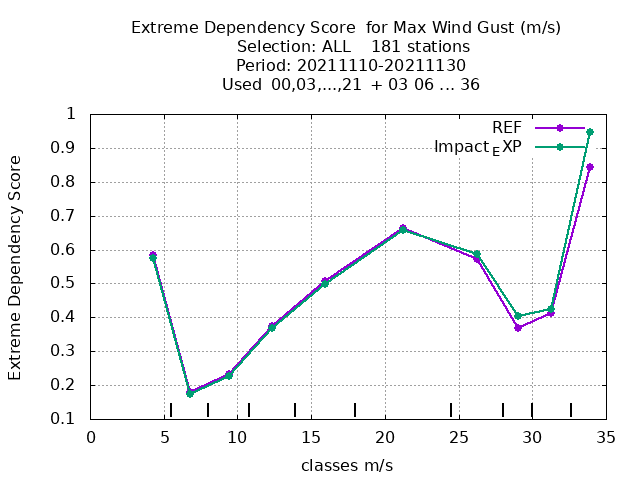 Extreme Dependency Score for Max Wind Gust (m/s)
Selection: ALL 181 stations
Period: 20211110-20211130
Used 00,03,...,21 + 03 06 ... 36
REF
Impact_EXP
Extreme Dependency Score
1
0.9
0.8
0.7
0.6
0.5
0.4
0.3
0.2
0.1
0 5 10 15 20 25 30 35
classes m/s